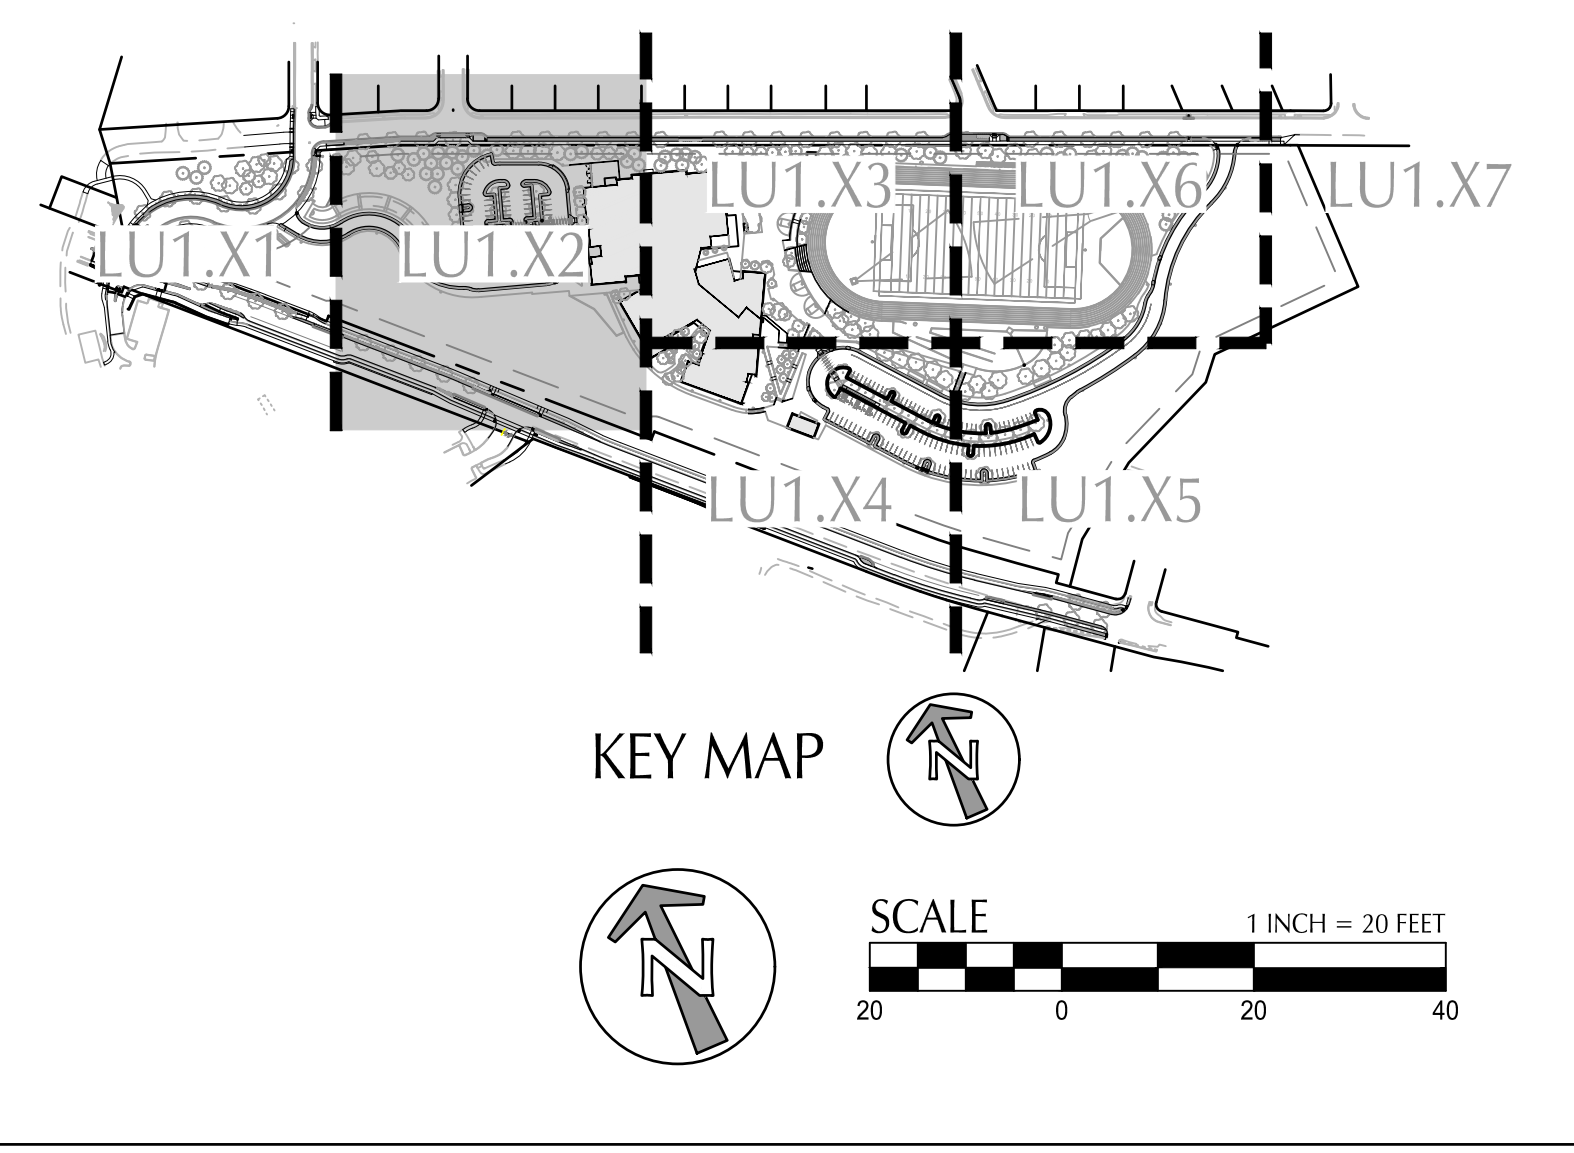 LU1.X3
LU1.X6
LU1.X7
LU1.X1
LU1.X2
LU1.X4
LU1.X5
KEY MAP
N
N
SCALE
1 INCH = 20 FEET
20 0 20 40